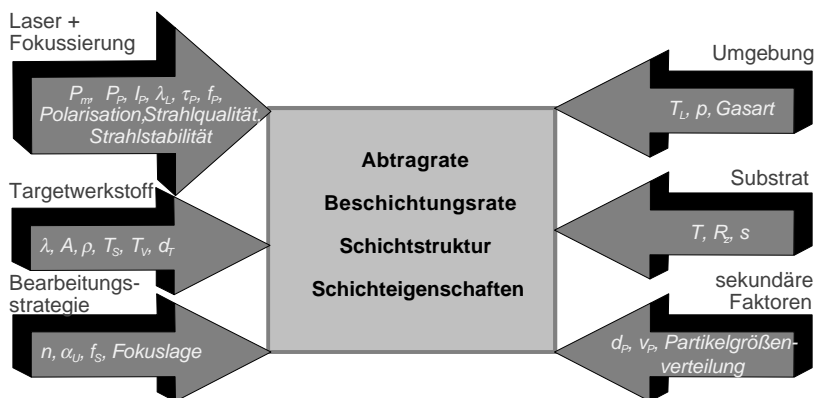 Laser +
Fokussierung
P_m, P_P, I_P, λ_L, τ_P, f_P,
Polarisation,Strahlqualität.
Strahlstabilität
Targetwerkstoff
λ, A, ρ, T_S, T_V, d_T
Bearbeitungs-
strategie
n, α_U, f_S, Fokuslage
Abtragrate
Beschichtungsrate
Schichtstruktur
Schichteigenschaften
Umgebung
T_L, p, Gasart
Substrat
T, R_z, s
sekundäre
Faktoren
d_P, v_P, Partikelgrößen-
verteilung